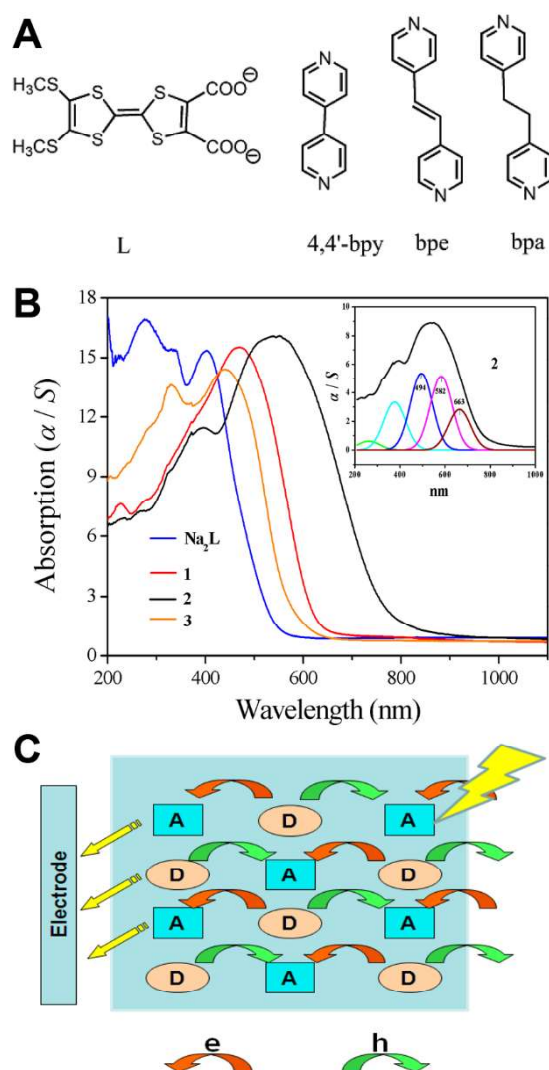 A
H₃CS
S
S
COO⊖
H₃CS
S
S
COO⊖
N
N
N
N
N
N
L
4,4'-bpy
bpe
bpa
B
Absorption (α / S)
18
15
12
9
6
3
0
Na₂L
1
2
3
200 400 600 800 1000
Wavelength (nm)
α / S
10
8
6
4
2
0
2
494
582
663
200 400 600 800 1000
nm
C
Electrode
A D A
D A D
A D A
D A D
e h